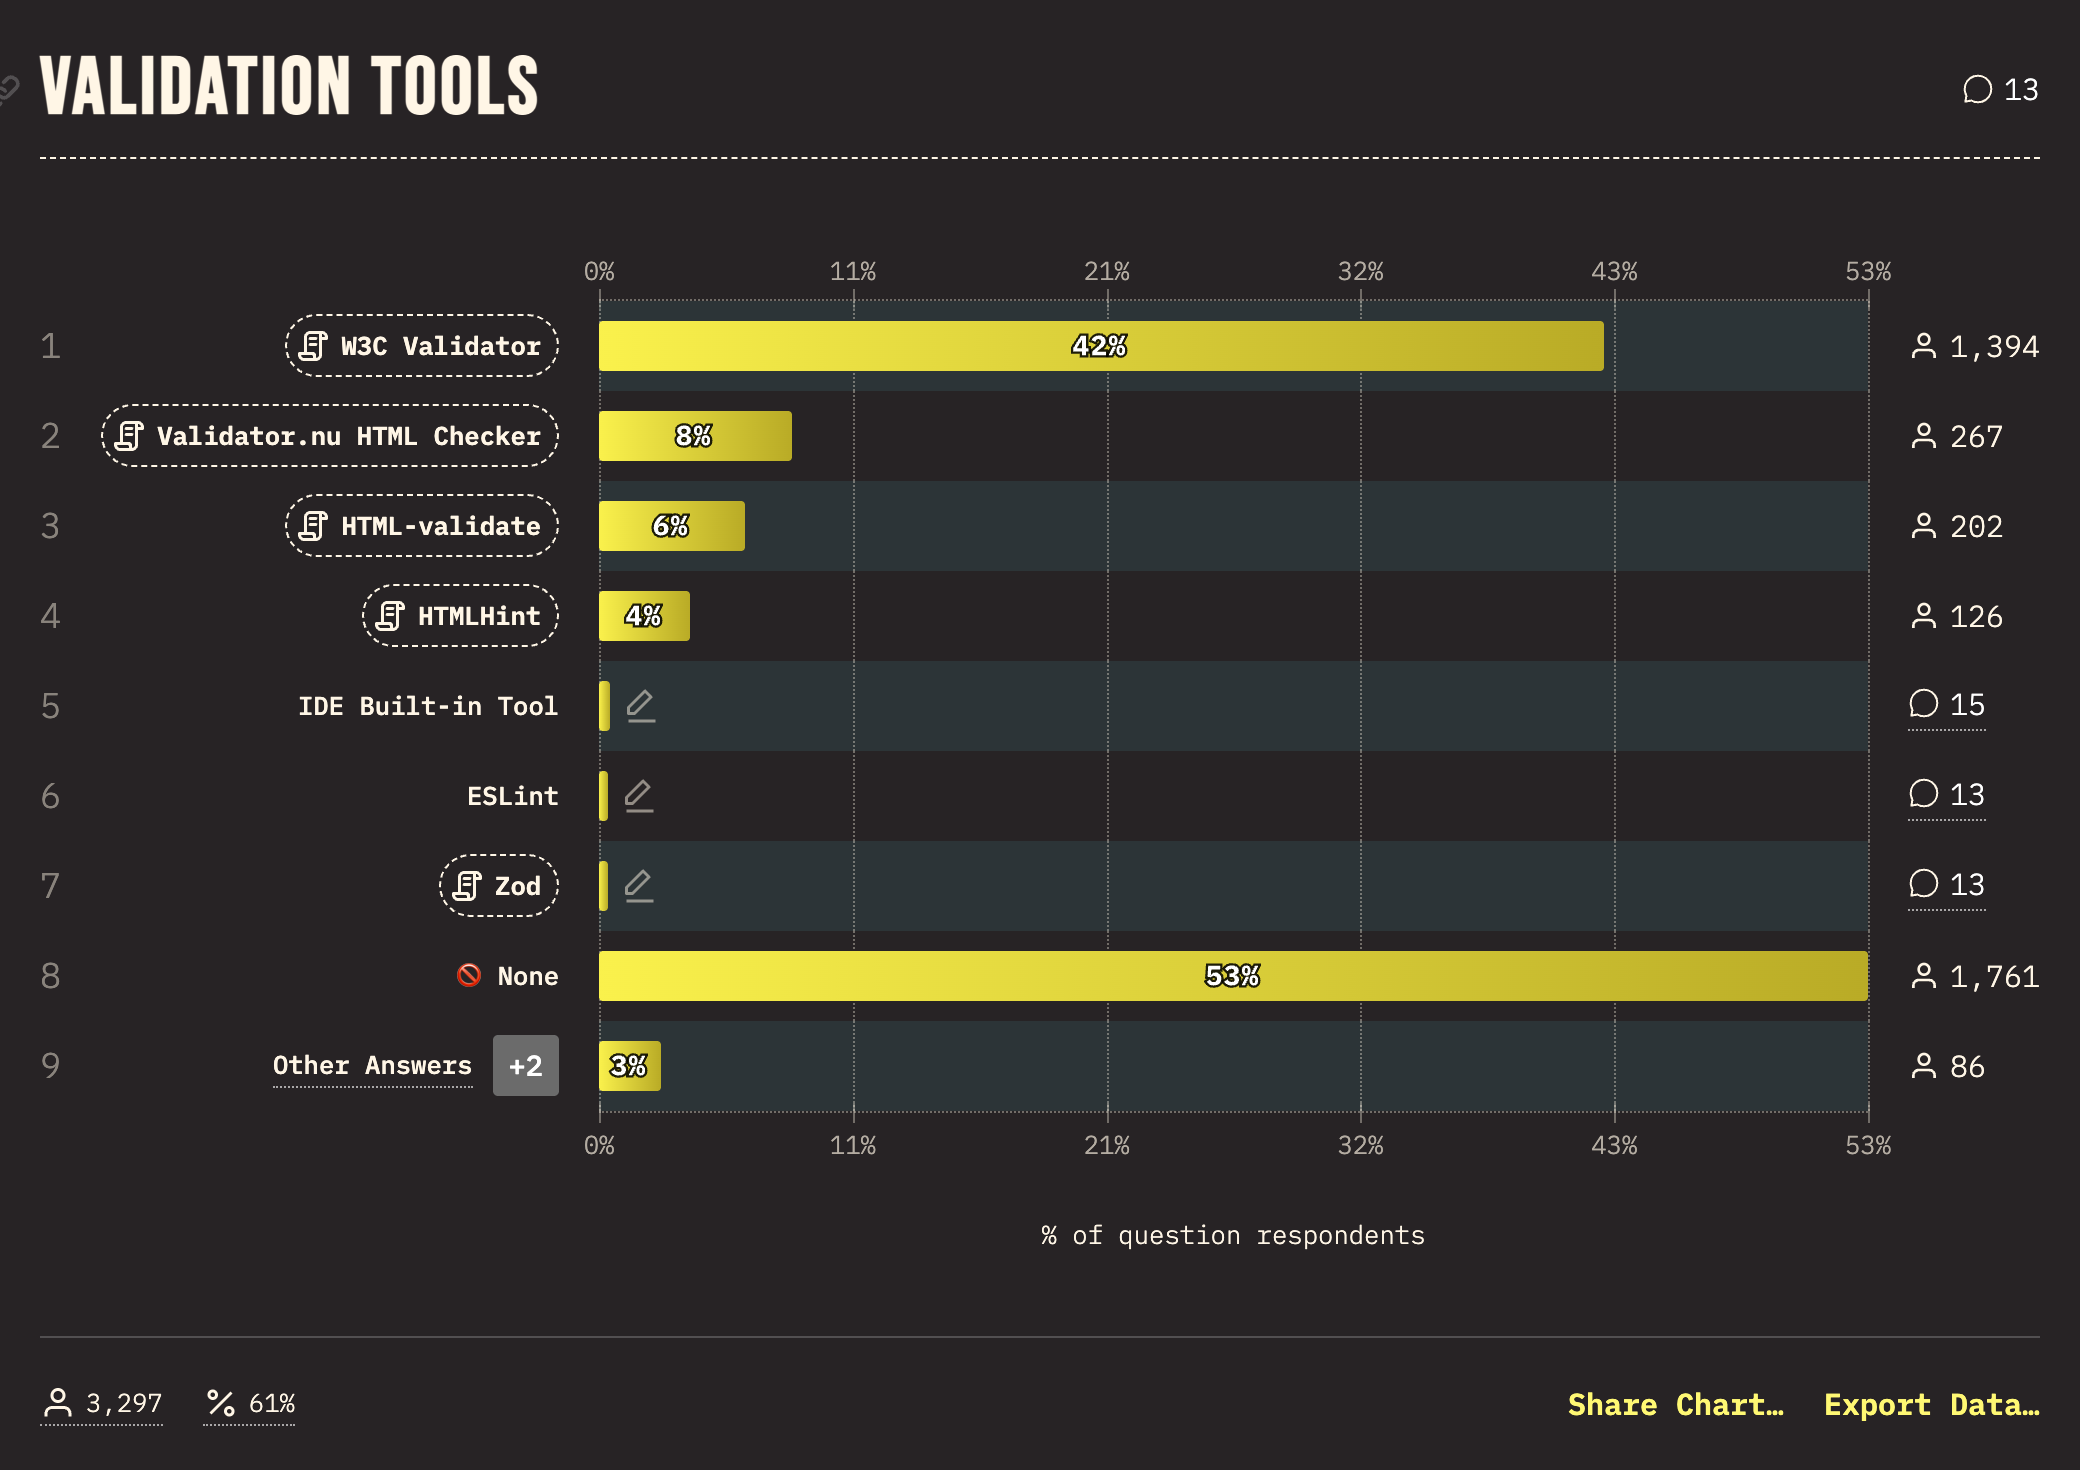 VALIDATION TOOLS
13
0% 11% 21% 32% 43% 53%
1 W3C Validator 42% 1,394
2 Validator.nu HTML Checker 8% 267
3 HTML-validate 6% 202
4 HTMLHint 4% 126
5 IDE Built-in Tool 15
6 ESLint 13
7 Zod 13
8 None 53% 1,761
9 Other Answers +2 3% 86
0% 11% 21% 32% 43% 53%
% of question respondents
3,297 61% Share Chart… Export Data…